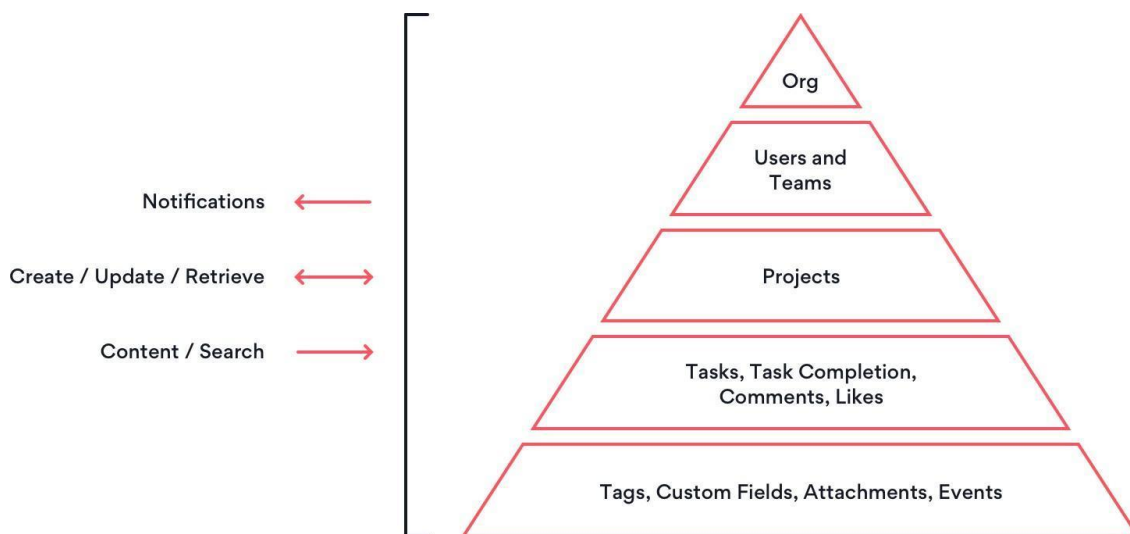 Org
Users and
Teams
Notifications
Create / Update / Retrieve
Projects
Content / Search
Tasks, Task Completion,
Comments, Likes
Tags, Custom Fields, Attachments, Events